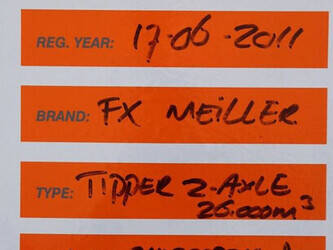 REG. YEAR: 17-06-2011
BRAND: FX MEILLER
TYPE: TIPPER 2-AXLE
26.000m³